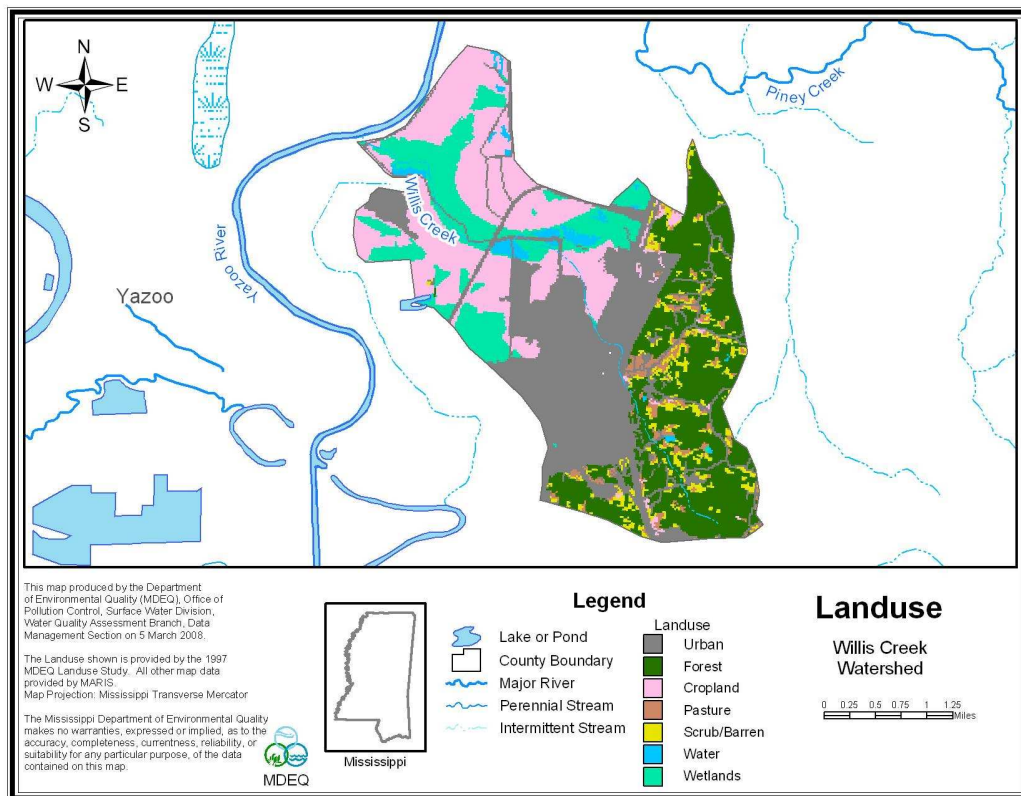 N
W E
S
Piney Creek
Willis Creek
Yazoo River
Yazoo
This map produced by the Department
of Environmental Quality (MDEQ), Office of
Pollution Control, Surface Water Division,
Water Quality Assessment Branch, Data
Management Section on 5 March 2008.
The Landuse shown is provided by the 1997
MDEQ Landuse Study. All other map data
provided by MARIS.
Map Projection: Mississippi Transverse Mercator
The Mississippi Department of Environmental Quality
makes no warranties, expressed or implied, as to the
accuracy, completeness, currentness, reliability, or
suitability for any particular purpose, of the data
contained on this map.
MDEQ
Mississippi
Legend
Lake or Pond
County Boundary
Major River
Perennial Stream
Intermittent Stream
Landuse
Urban
Forest
Cropland
Pasture
Scrub/Barren
Water
Wetlands
Landuse
Willis Creek
Watershed
0 0.25 0.5 0.75 1 1.25
Miles